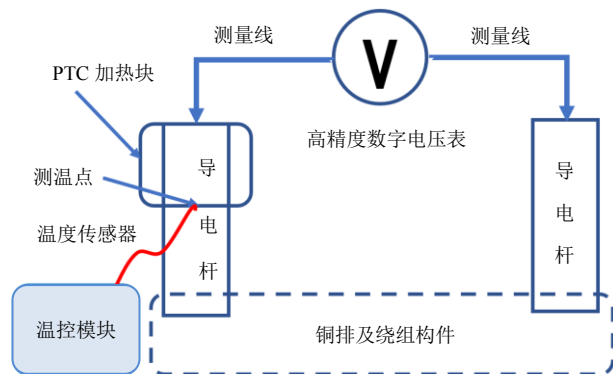 测量线
测量线
V
PTC 加热块
高精度数字电压表
测温点
导
电
杆
导
电
杆
温度传感器
温控模块
铜排及绕组构件